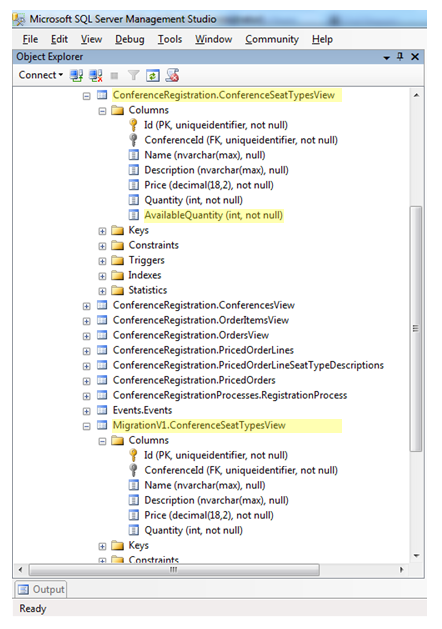 Microsoft SQL Server Management Studio
File Edit View Debug Tools Window Community Help
Object Explorer
Connect
ConferenceRegistration.ConferenceSeatTypesView
Columns
Id (PK, uniqueidentifier, not null)
ConferenceId (FK, uniqueidentifier, not null)
Name (nvarchar(max), null)
Description (nvarchar(max), null)
Price (decimal(18,2), not null)
Quantity (int, not null)
AvailableQuantity (int, not null)
Keys
Constraints
Triggers
Indexes
Statistics
ConferenceRegistration.ConferencesView
ConferenceRegistration.OrderItemsView
ConferenceRegistration.OrdersView
ConferenceRegistration.PricedOrderLines
ConferenceRegistration.PricedOrderLineSeatTypeDescriptions
ConferenceRegistration.PricedOrders
ConferenceRegistrationProcesses.RegistrationProcess
Events.Events
MigrationV1.ConferenceSeatTypesView
Columns
Id (PK, uniqueidentifier, not null)
ConferenceId (FK, uniqueidentifier, not null)
Name (nvarchar(max), null)
Description (nvarchar(max), null)
Price (decimal(18,2), not null)
Quantity (int, not null)
Keys
Constraints
Output
Ready